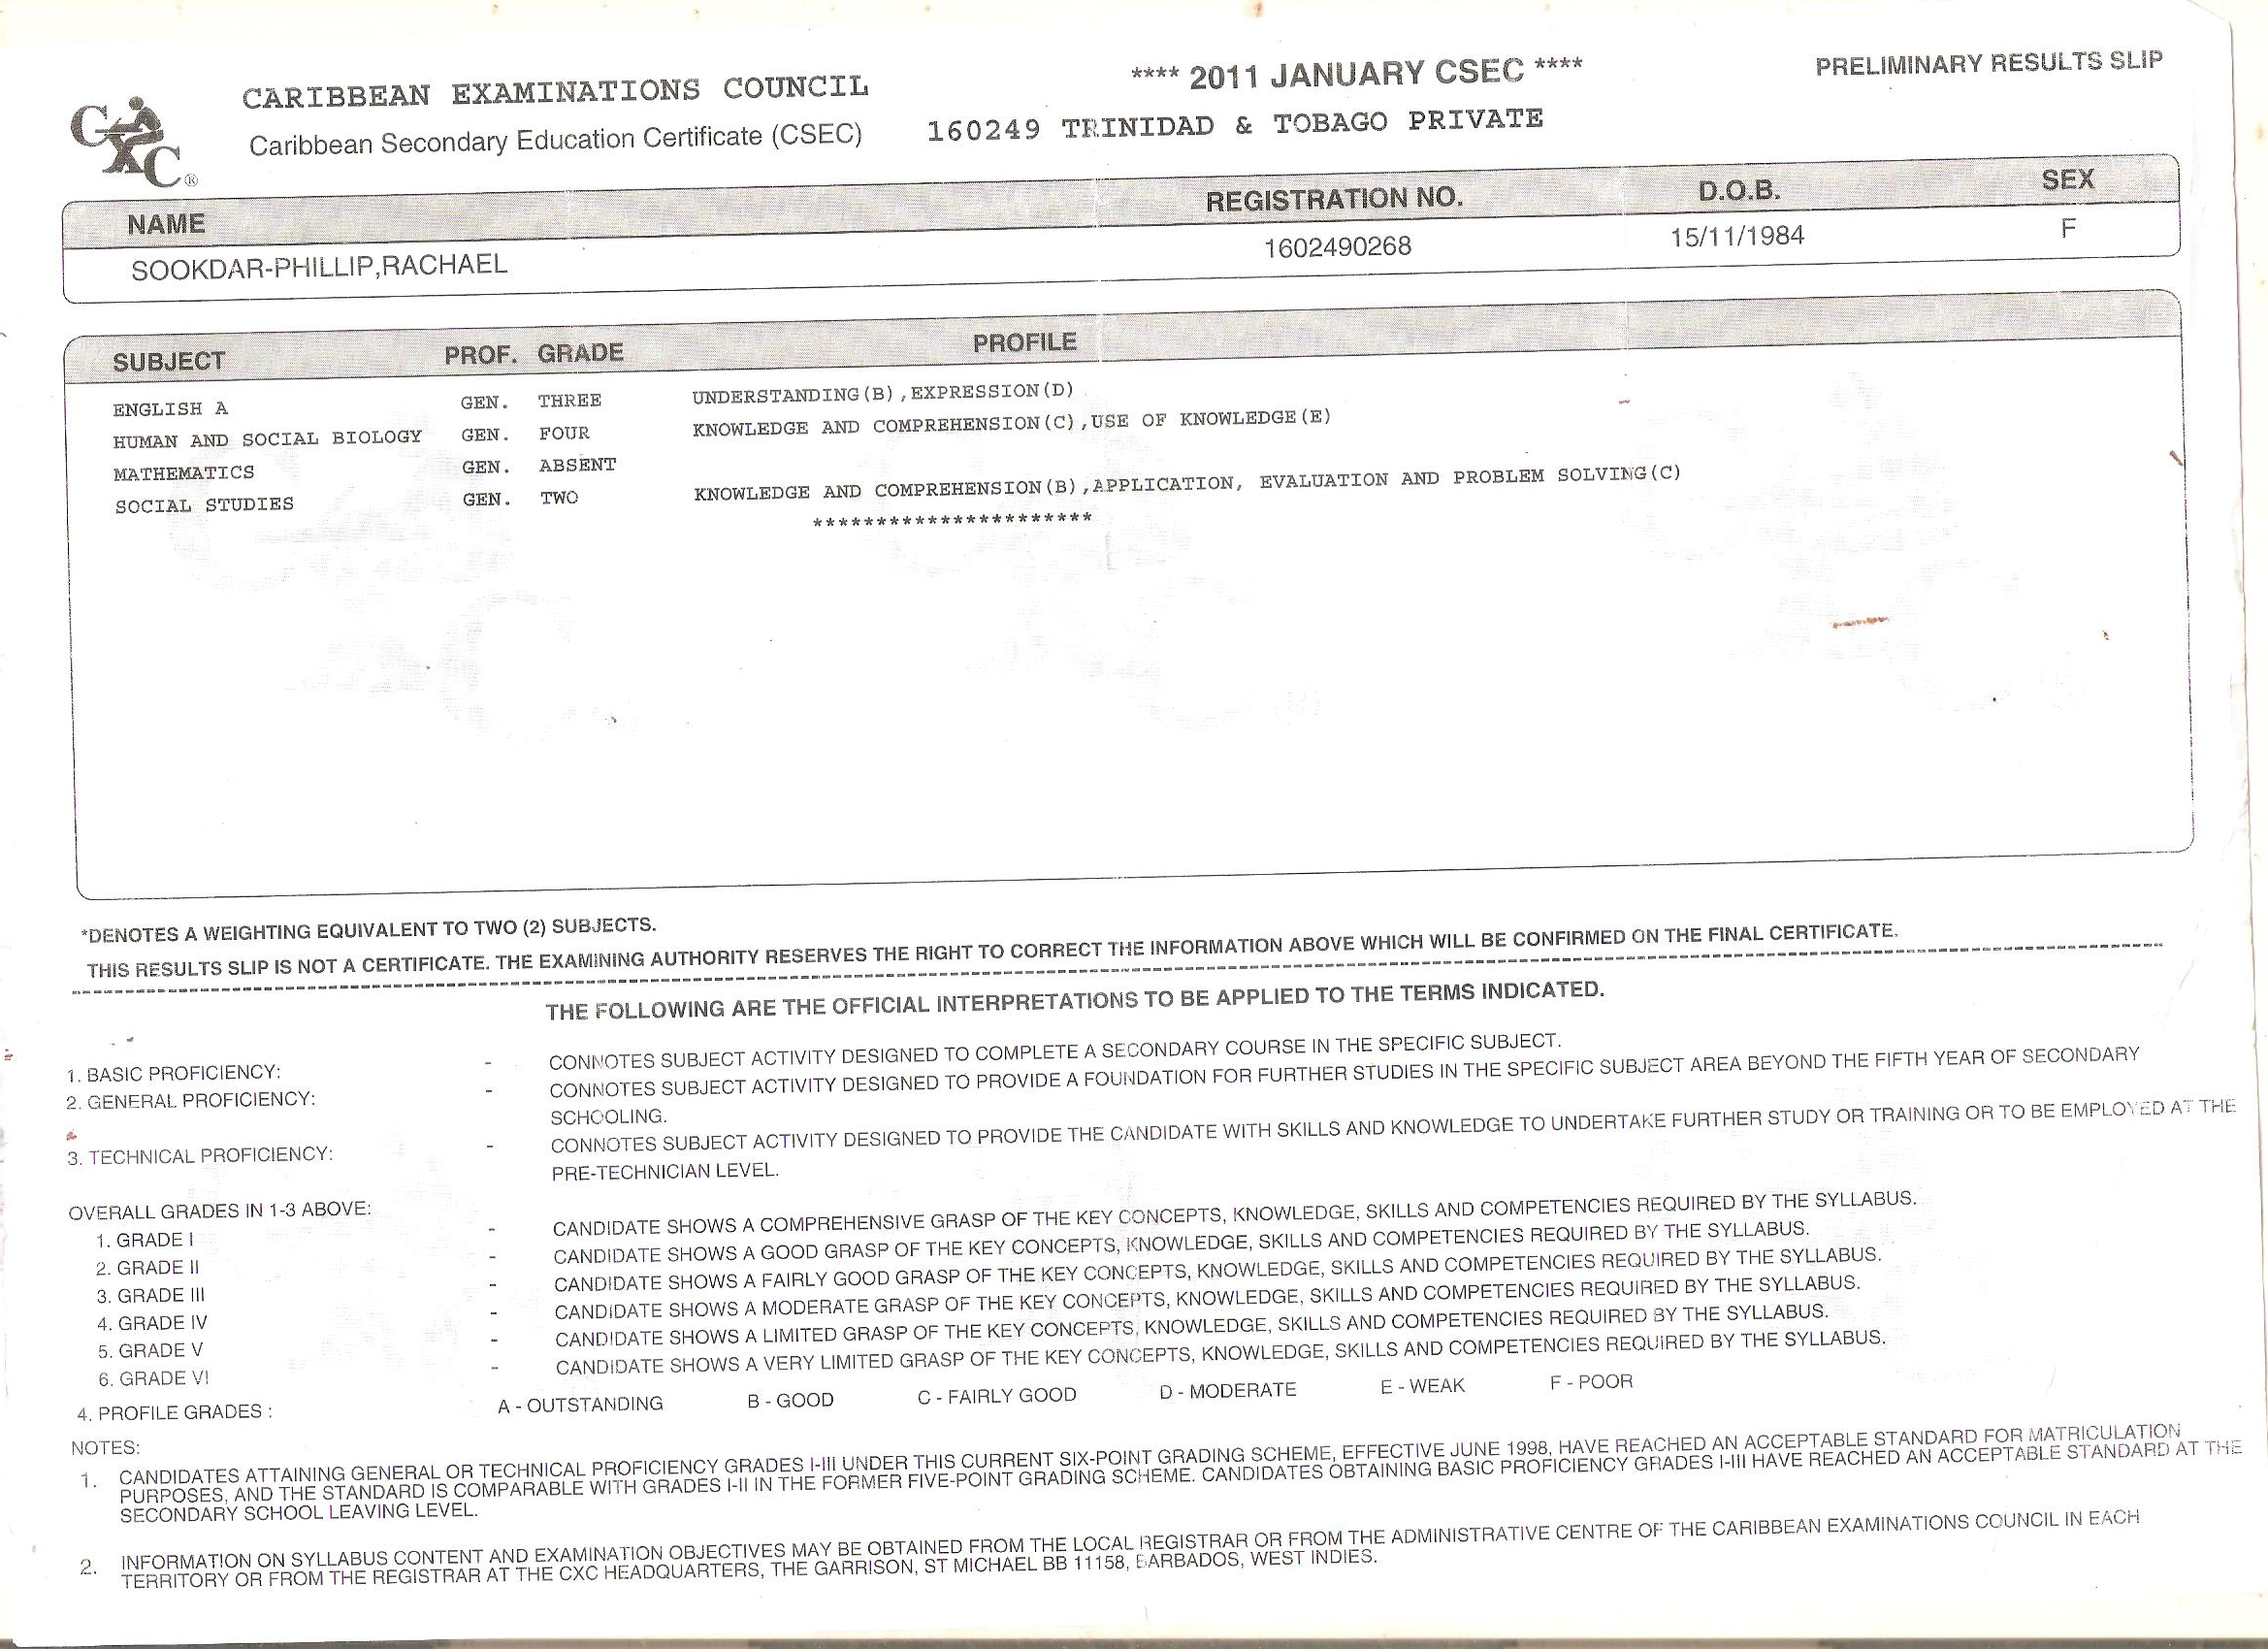 CXC®
CARIBBEAN EXAMINATIONS COUNCIL
Caribbean Secondary Education Certificate (CSEC)
**** 2011 JANUARY CSEC ****
160249 TRINIDAD & TOBAGO PRIVATE
PRELIMINARY RESULTS SLIP
NAME REGISTRATION NO. D.O.B. SEX
SOOKDAR-PHILLIP,RACHAEL 1602490268 15/11/1984 F
SUBJECT PROF. GRADE PROFILE
ENGLISH A GEN. THREE UNDERSTANDING(B),EXPRESSION(D)
HUMAN AND SOCIAL BIOLOGY GEN. FOUR KNOWLEDGE AND COMPREHENSION(C),USE OF KNOWLEDGE(E)
MATHEMATICS GEN. ABSENT
SOCIAL STUDIES GEN. TWO KNOWLEDGE AND COMPREHENSION(B),APPLICATION, EVALUATION AND PROBLEM SOLVING(C)
**********************
*DENOTES A WEIGHTING EQUIVALENT TO TWO (2) SUBJECTS.
THIS RESULTS SLIP IS NOT A CERTIFICATE. THE EXAMINING AUTHORITY RESERVES THE RIGHT TO CORRECT THE INFORMATION ABOVE WHICH WILL BE CONFIRMED ON THE FINAL CERTIFICATE.
THE FOLLOWING ARE THE OFFICIAL INTERPRETATIONS TO BE APPLIED TO THE TERMS INDICATED.
1. BASIC PROFICIENCY: - CONNOTES SUBJECT ACTIVITY DESIGNED TO COMPLETE A SECONDARY COURSE IN THE SPECIFIC SUBJECT.
2. GENERAL PROFICIENCY: - CONNOTES SUBJECT ACTIVITY DESIGNED TO PROVIDE A FOUNDATION FOR FURTHER STUDIES IN THE SPECIFIC SUBJECT AREA BEYOND THE FIFTH YEAR OF SECONDARY
SCHOOLING.
3. TECHNICAL PROFICIENCY: - CONNOTES SUBJECT ACTIVITY DESIGNED TO PROVIDE THE CANDIDATE WITH SKILLS AND KNOWLEDGE TO UNDERTAKE FURTHER STUDY OR TRAINING OR TO BE EMPLOYED AT THE
PRE-TECHNICIAN LEVEL.
OVERALL GRADES IN 1-3 ABOVE:
1. GRADE I - CANDIDATE SHOWS A COMPREHENSIVE GRASP OF THE KEY CONCEPTS, KNOWLEDGE, SKILLS AND COMPETENCIES REQUIRED BY THE SYLLABUS.
2. GRADE II - CANDIDATE SHOWS A GOOD GRASP OF THE KEY CONCEPTS, KNOWLEDGE, SKILLS AND COMPETENCIES REQUIRED BY THE SYLLABUS.
3. GRADE III - CANDIDATE SHOWS A FAIRLY GOOD GRASP OF THE KEY CONCEPTS, KNOWLEDGE, SKILLS AND COMPETENCIES REQUIRED BY THE SYLLABUS.
4. GRADE IV - CANDIDATE SHOWS A MODERATE GRASP OF THE KEY CONCEPTS, KNOWLEDGE, SKILLS AND COMPETENCIES REQUIRED BY THE SYLLABUS.
5. GRADE V - CANDIDATE SHOWS A LIMITED GRASP OF THE KEY CONCEPTS, KNOWLEDGE, SKILLS AND COMPETENCIES REQUIRED BY THE SYLLABUS.
6. GRADE VI - CANDIDATE SHOWS A VERY LIMITED GRASP OF THE KEY CONCEPTS, KNOWLEDGE, SKILLS AND COMPETENCIES REQUIRED BY THE SYLLABUS.
4. PROFILE GRADES : A - OUTSTANDING B - GOOD C - FAIRLY GOOD D - MODERATE E - WEAK F - POOR
NOTES:
1. CANDIDATES ATTAINING GENERAL OR TECHNICAL PROFICIENCY GRADES I-III UNDER THIS CURRENT SIX-POINT GRADING SCHEME, EFFECTIVE JUNE 1998, HAVE REACHED AN ACCEPTABLE STANDARD FOR MATRICULATION
PURPOSES, AND THE STANDARD IS COMPARABLE WITH GRADES I-II IN THE FORMER FIVE-POINT GRADING SCHEME. CANDIDATES OBTAINING BASIC PROFICIENCY GRADES I-III HAVE REACHED AN ACCEPTABLE STANDARD AT THE
SECONDARY SCHOOL LEAVING LEVEL.
2. INFORMATION ON SYLLABUS CONTENT AND EXAMINATION OBJECTIVES MAY BE OBTAINED FROM THE LOCAL REGISTRAR OR FROM THE ADMINISTRATIVE CENTRE OF THE CARIBBEAN EXAMINATIONS COUNCIL IN EACH
TERRITORY OR FROM THE REGISTRAR AT THE CXC HEADQUARTERS, THE GARRISON, ST MICHAEL BB 11158, BARBADOS, WEST INDIES.